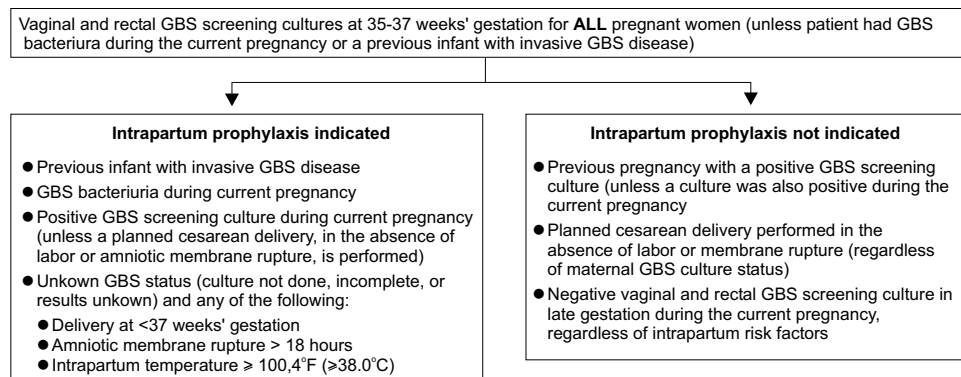 Vaginal and rectal GBS screening cultures at 35-37 weeks' gestation for ALL pregnant women (unless patient had GBS
bacteriura during the current pregnancy or a previous infant with invasive GBS disease)
Intrapartum prophylaxis indicated
● Previous infant with invasive GBS disease
● GBS bacteriuria during current pregnancy
● Positive GBS screening culture during current pregnancy
(unless a planned cesarean delivery, in the absence of
labor or amniotic membrane rupture, is performed)
● Unkown GBS status (culture not done, incomplete, or
results unkown) and any of the following:
● Delivery at <37 weeks' gestation
● Amniotic membrane rupture > 18 hours
● Intrapartum temperature ⩾ 100,4°F (⩾38.0°C)
Intrapartum prophylaxis not indicated
● Previous pregnancy with a positive GBS screening
culture (unless a culture was also positive during the
current pregnancy
● Planned cesarean delivery performed in the
absence of labor or membrane rupture (regardless
of maternal GBS culture status)
● Negative vaginal and rectal GBS screening culture in
late gestation during the current pregnancy,
regardless of intrapartum risk factors